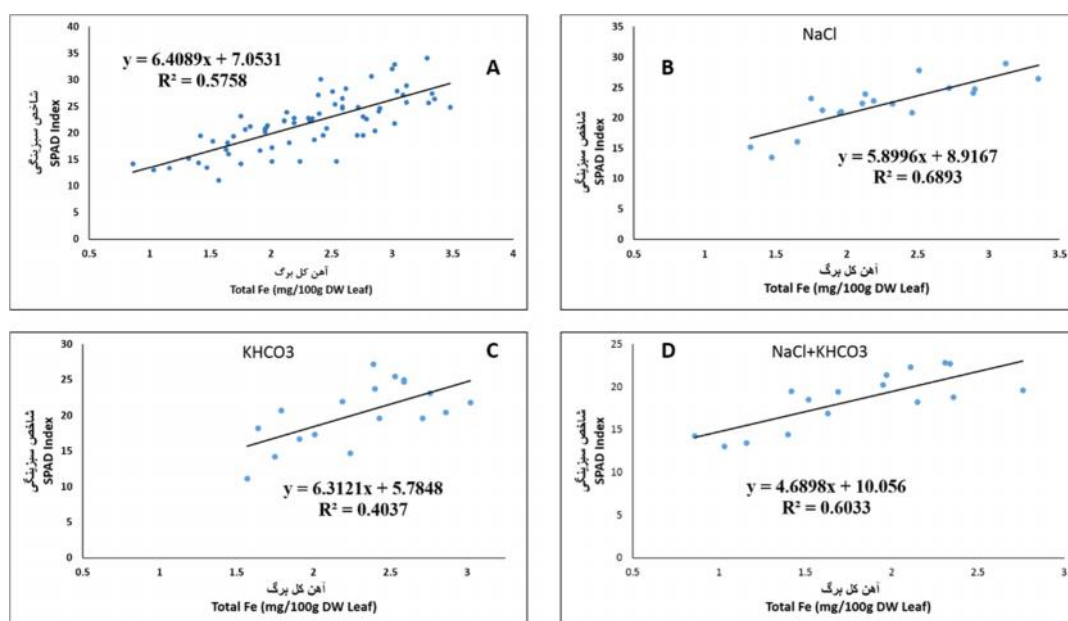 y = 6.4089x + 7.0531
R² = 0.5758
A
شاخص سبزینگی
SPAD Index
40
35
30
25
20
15
10
5
0
0.5 1 1.5 2 2.5 3 3.5 4
آهن کل برگ
Total Fe (mg/100g DW Leaf)
NaCl
B
y = 5.8996x + 8.9167
R² = 0.6893
شاخص سبزینگی
SPAD Index
35
30
25
20
15
10
5
0
0.5 1 1.5 2 2.5 3 3.5
آهن کل برگ
Total Fe (mg/100g DW Leaf)
KHCO3
C
y = 6.3121x + 5.7848
R² = 0.4037
شاخص سبزینگی
SPAD Index
30
25
20
15
10
5
0
0.5 1 1.5 2 2.5 3
آهن کل برگ
Total Fe (mg/100g DW Leaf)
D
NaCl+KHCO3
y = 4.6898x + 10.056
R² = 0.6033
شاخص سبزینگی
SPAD Index
25
20
15
10
5
0
0.5 1 1.5 2 2.5 3
آهن کل برگ
Total Fe (mg/100g DW Leaf)